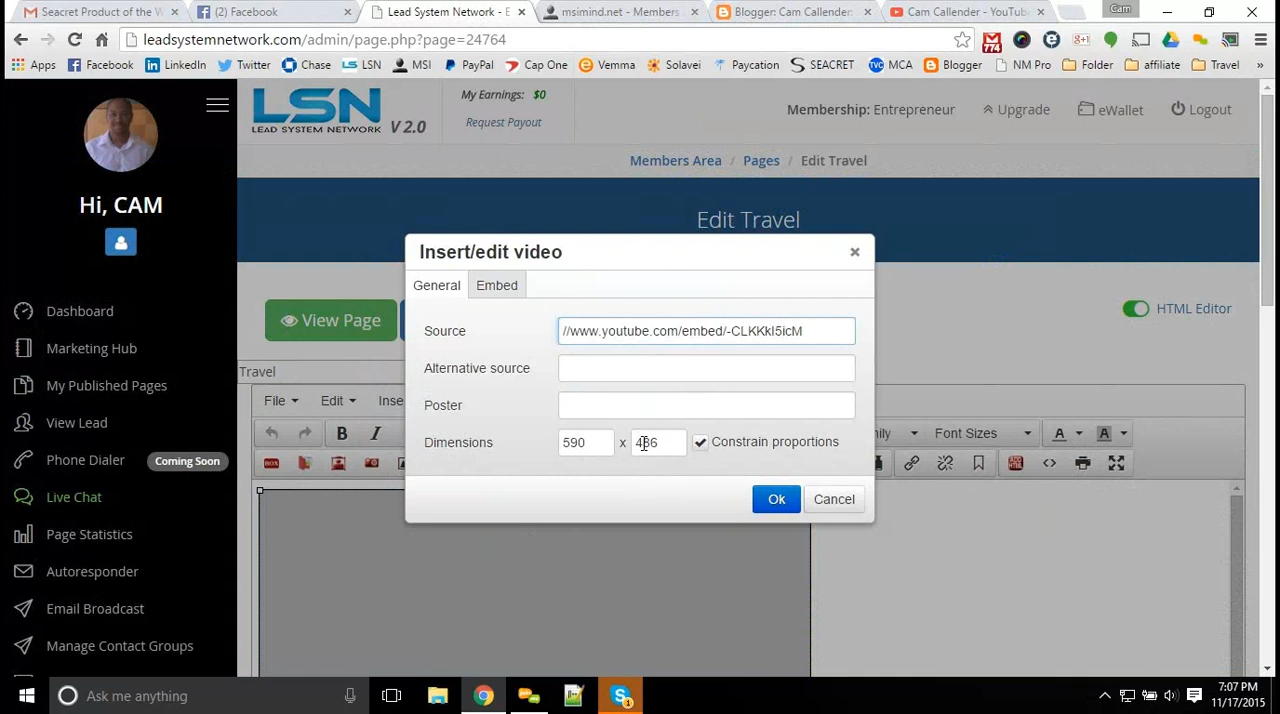 Seacret Product of the W
(2) Facebook
Lead System Network - E
msimind.net - Members
Blogger: Cam Callender:
Cam Callender - YouTube
Cam
leadsystemnetwork.com/admin/page.php?page=24764
774
Apps Facebook LinkedIn Twitter Chase LSN MSI PayPal Cap One Vemma Solavei Paycation SEACRET MCA Blogger NM Pro Folder affiliate Travel »
LSN
LEAD SYSTEM NETWORK V 2.0
My Earnings: $0
Request Payout
Membership: Entrepreneur Upgrade eWallet Logout
Members Area / Pages / Edit Travel
Hi, CAM
Edit Travel
Dashboard
Marketing Hub
My Published Pages
View Lead
Phone Dialer Coming Soon
Live Chat
Page Statistics
Autoresponder
Email Broadcast
Manage Contact Groups
View Page
HTML Editor
Travel
File Edit Inse
B I
mily Font Sizes A A
Insert/edit video
General Embed
Source //www.youtube.com/embed/-CLKKkI5icM
Alternative source
Poster
Dimensions 590 x Constrain proportions
Ok Cancel
Ask me anything
7:07 PM
11/17/2015